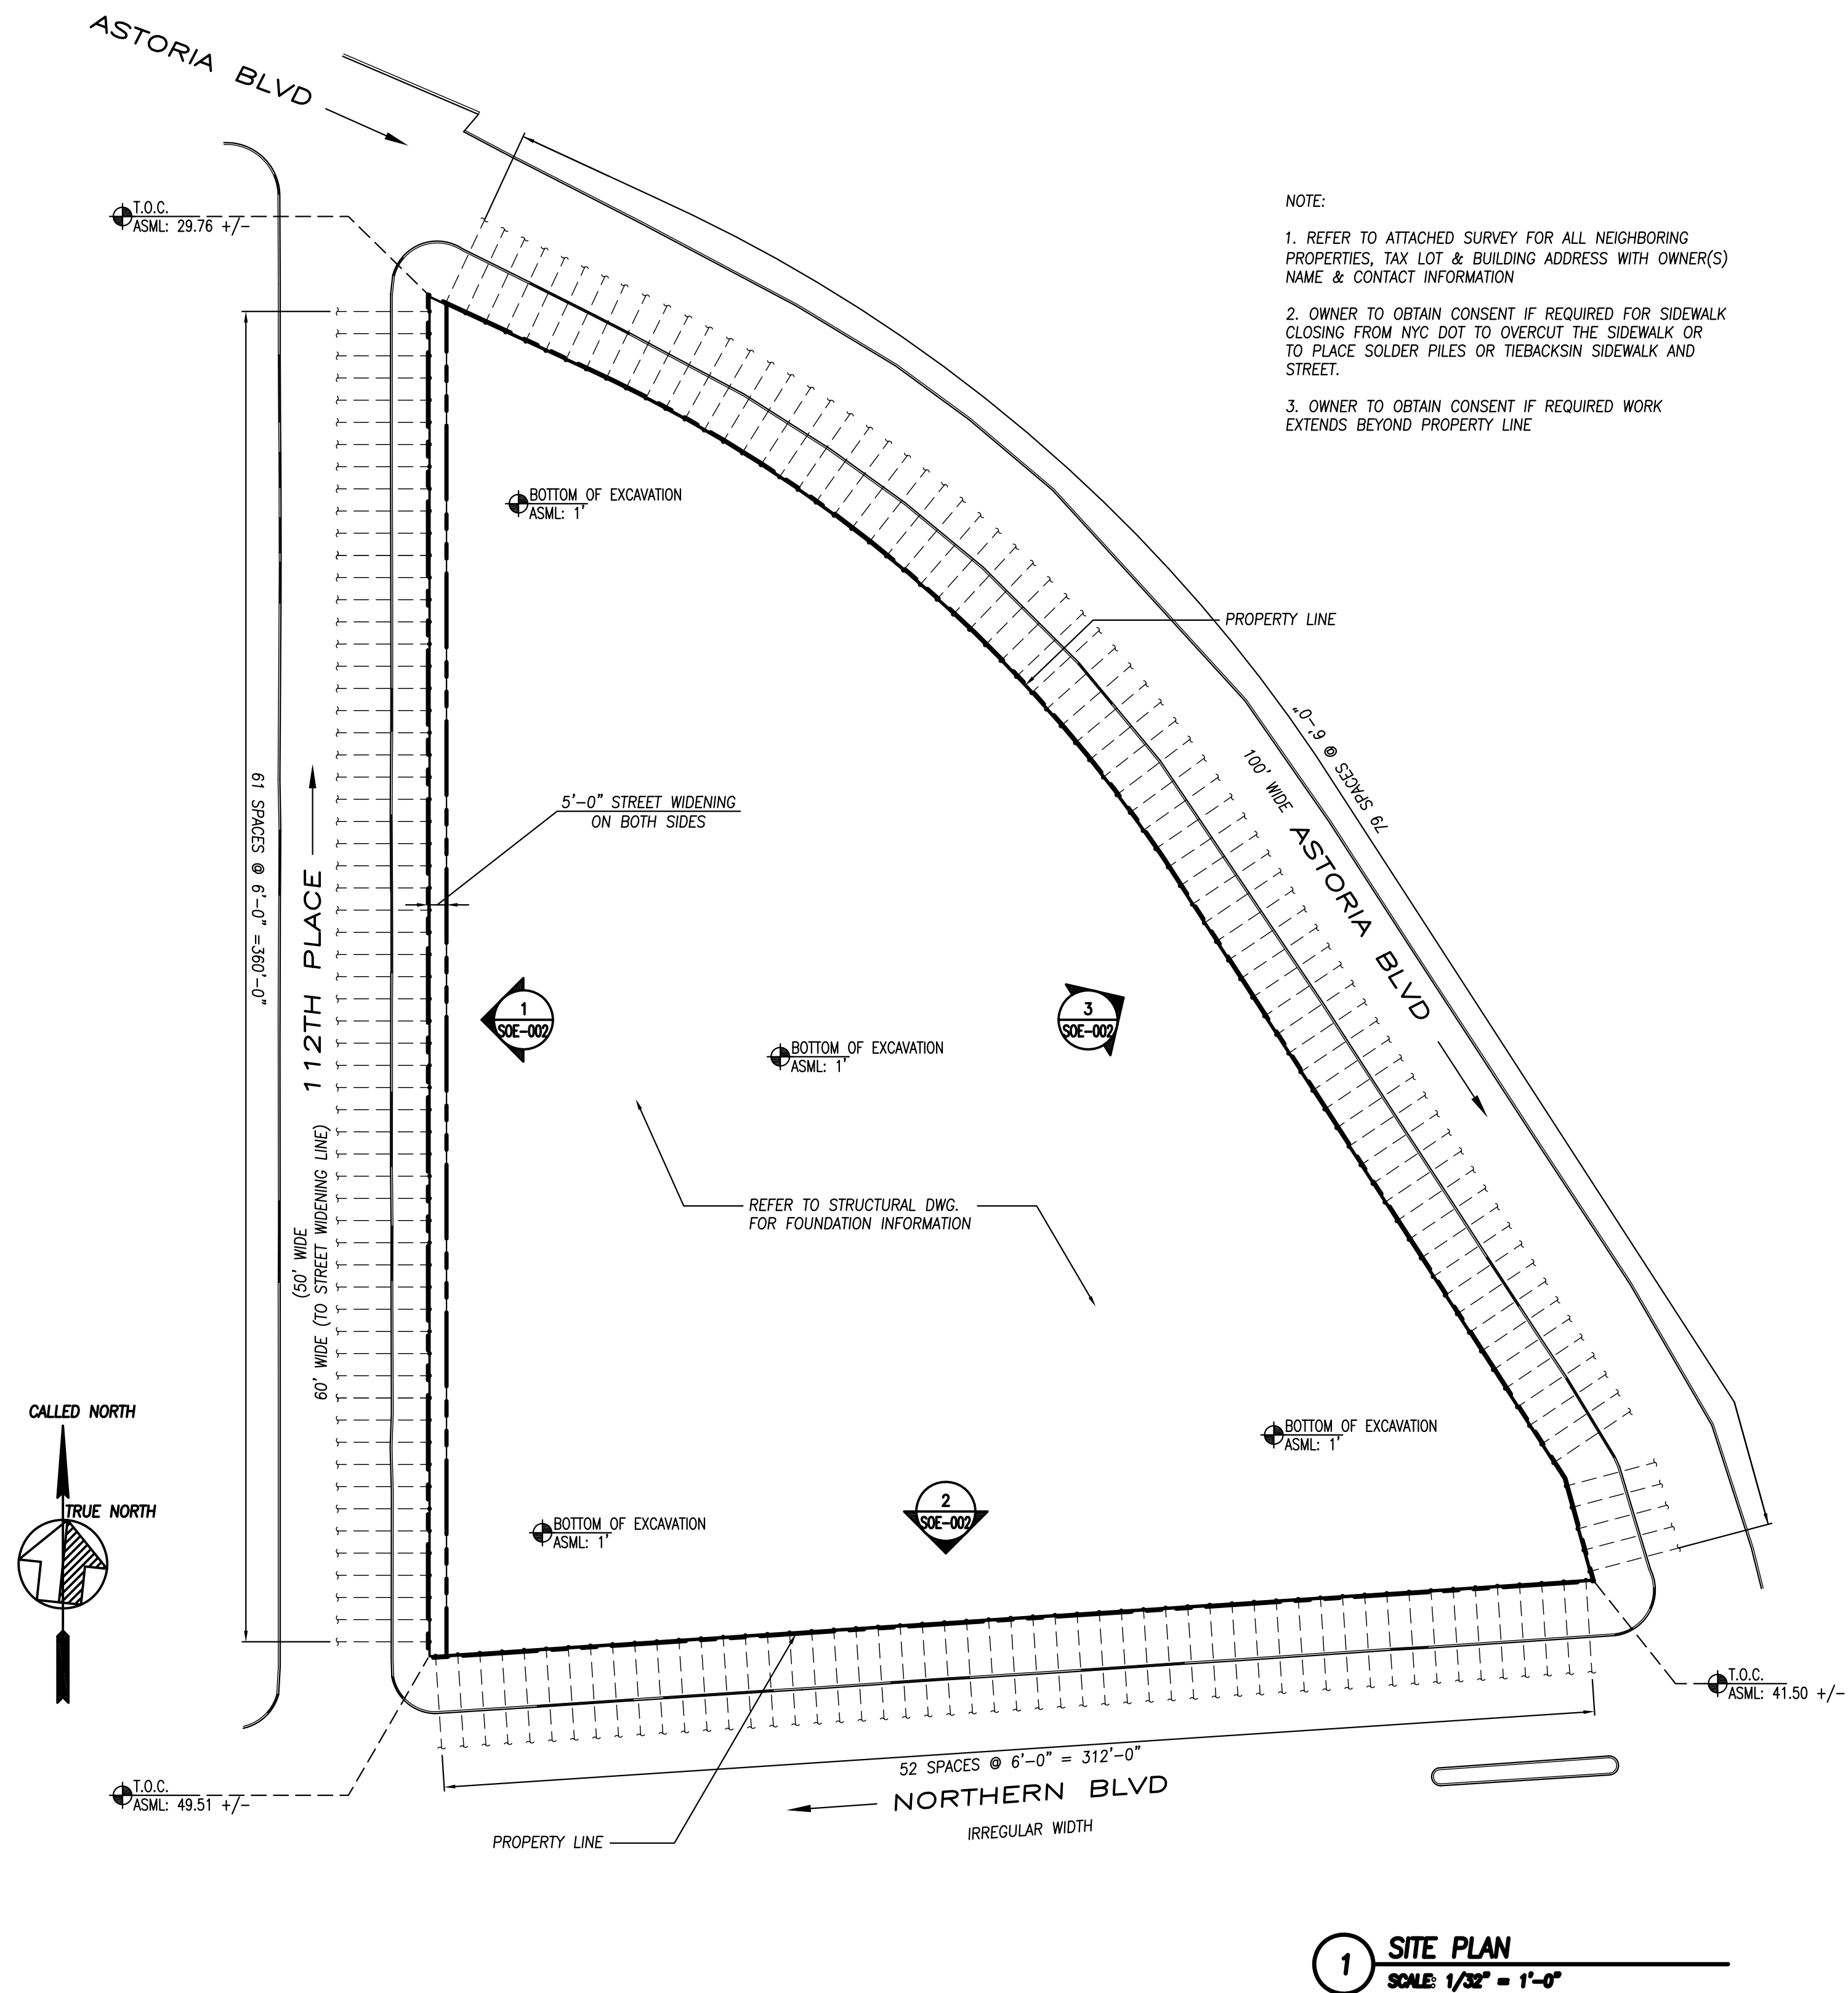 ASTORIA BLVD
T.O.C.
ASML: 29.76 +/-
NOTE:
1. REFER TO ATTACHED SURVEY FOR ALL NEIGHBORING
PROPERTIES, TAX LOT & BUILDING ADDRESS WITH OWNER(S)
NAME & CONTACT INFORMATION
2. OWNER TO OBTAIN CONSENT IF REQUIRED FOR SIDEWALK
CLOSING FROM NYC DOT TO OVERCUT THE SIDEWALK OR
TO PLACE SOLDER PILES OR TIEBACKSIN SIDEWALK AND
STREET.
3. OWNER TO OBTAIN CONSENT IF REQUIRED WORK
EXTENDS BEYOND PROPERTY LINE
BOTTOM OF EXCAVATION
ASML: 1'
PROPERTY LINE
79 SPACES @ 6'-0"
100' WIDE ASTORIA BLVD
5'-0" STREET WIDENING
ON BOTH SIDES
61 SPACES @ 6'-0" =360'-0"
112TH PLACE
(50' WIDE
60' WIDE (TO STREET WIDENING LINE)
1
SOE-002
3
SOE-002
BOTTOM OF EXCAVATION
ASML: 1'
REFER TO STRUCTURAL DWG.
FOR FOUNDATION INFORMATION
CALLED NORTH
TRUE NORTH
BOTTOM OF EXCAVATION
ASML: 1'
2
SOE-002
BOTTOM OF EXCAVATION
ASML: 1'
T.O.C.
ASML: 41.50 +/-
52 SPACES @ 6'-0" = 312'-0"
NORTHERN BLVD
IRREGULAR WIDTH
T.O.C.
ASML: 49.51 +/-
PROPERTY LINE
1 SITE PLAN
SCALE: 1/32" = 1'-0"